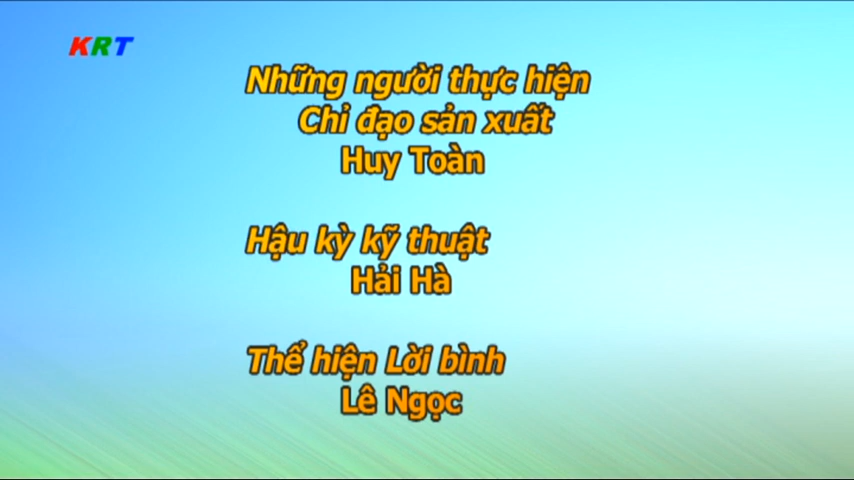 KRT
Những người thực hiện
Chỉ đạo sản xuất
Huy Toàn
Hậu kỳ kỹ thuật
Hải Hà
Thể hiện Lời bình
Lê Ngọc